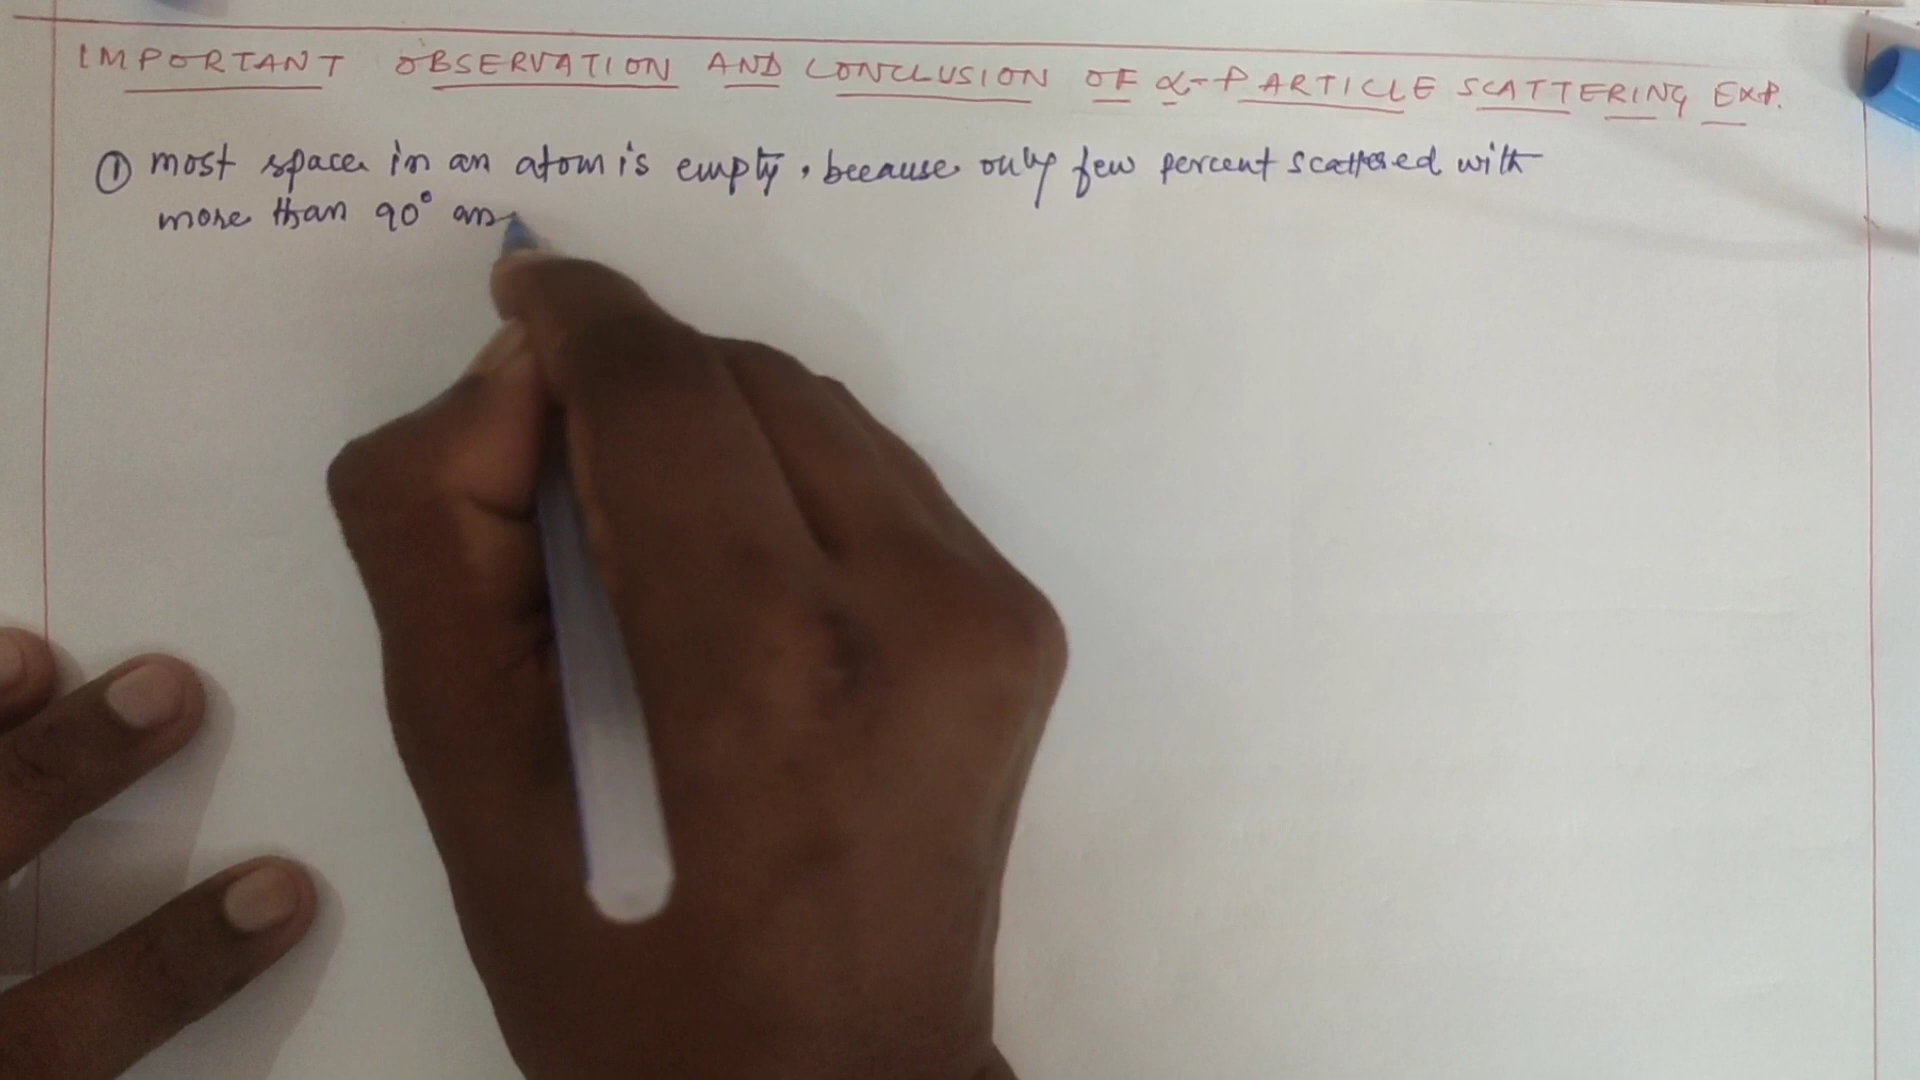 IMPORTANT OBSERVATION AND CONCLUSION OF α-PARTICLE SCATTERING EXP.
① most space in an atom is empty, because only few percent scattered with
more than 90° an